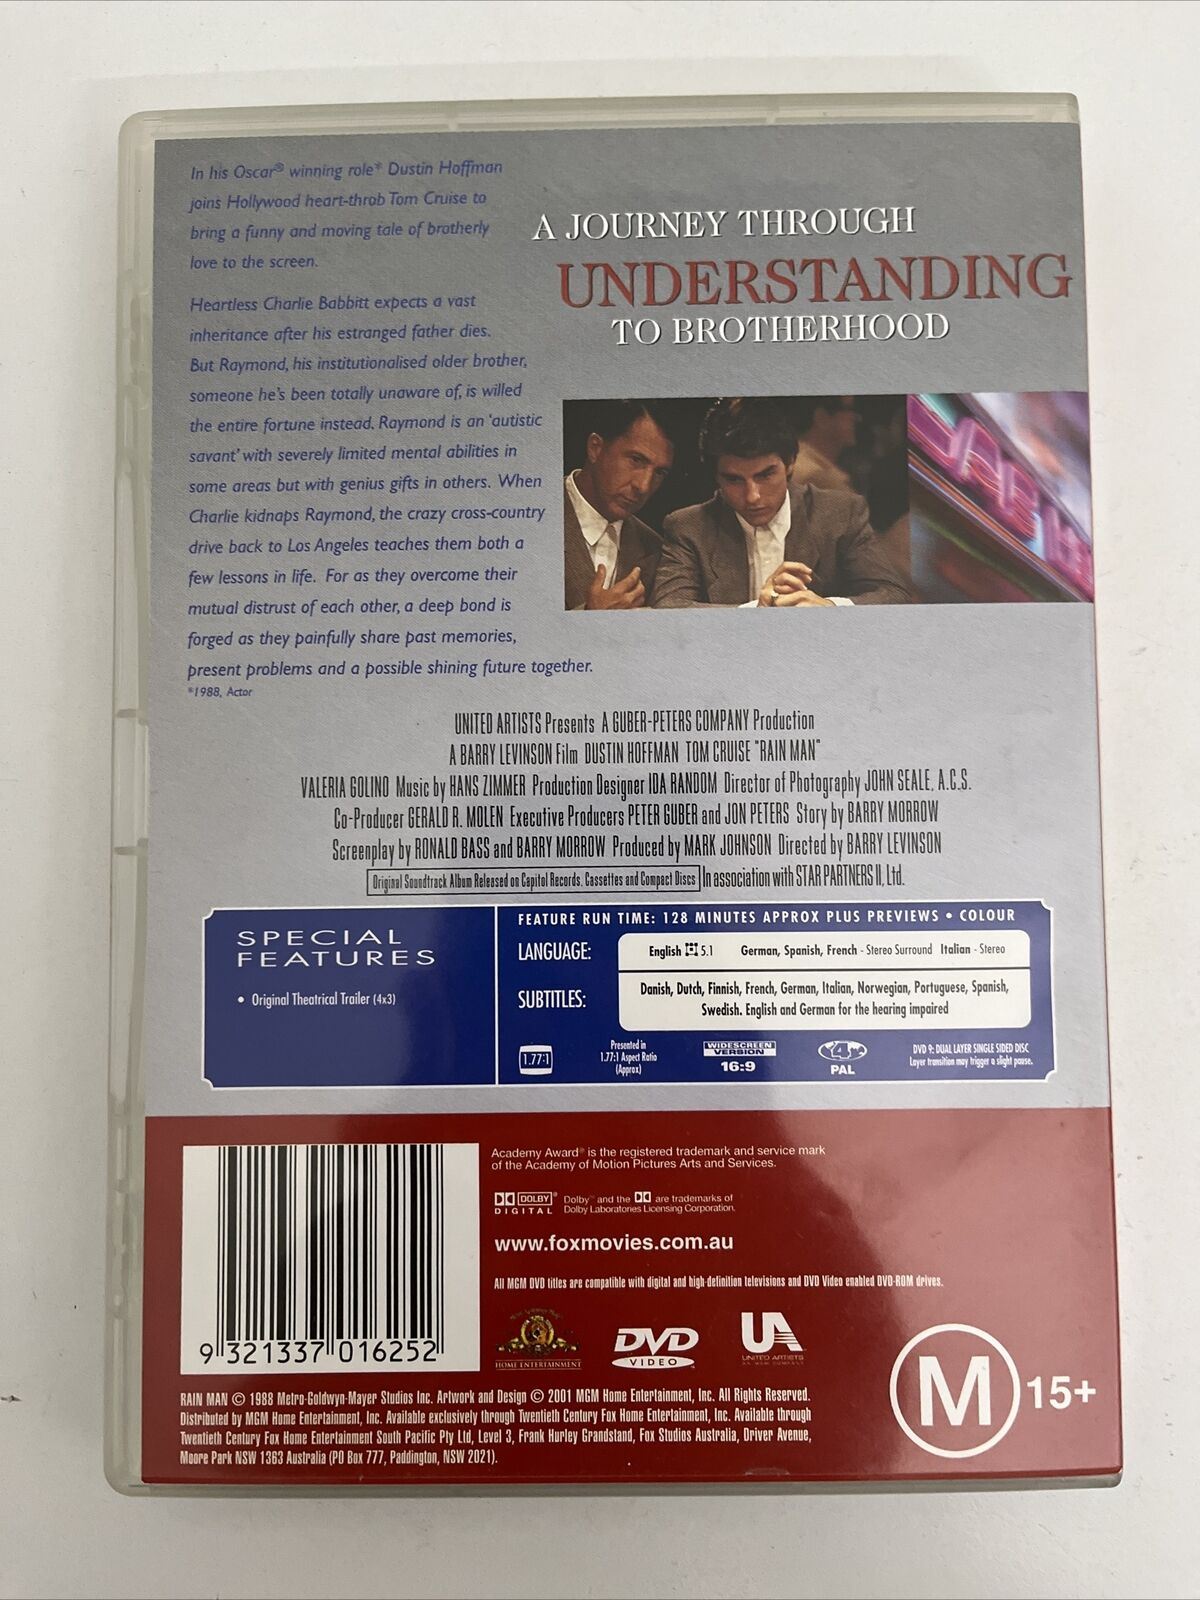 In his Oscar® winning role* Dustin Hoffman
joins Hollywood heart-throb Tom Cruise to
bring a funny and moving tale of brotherly
love to the screen.
Heartless Charlie Babbitt expects a vast
inheritance after his estranged father dies.
But Raymond, his institutionalised older brother,
someone he's been totally unaware of, is willed
the entire fortune instead. Raymond is an 'autistic
savant' with severely limited mental abilities in
some areas but with genius gifts in others. When
Charlie kidnaps Raymond, the crazy cross-country
drive back to Los Angeles teaches them both a
few lessons in life. For as they overcome their
mutual distrust of each other, a deep bond is
forged as they painfully share past memories,
present problems and a possible shining future together.
*1988, Actor
A JOURNEY THROUGH
UNDERSTANDING
TO BROTHERHOOD
UNITED ARTISTS Presents A GUBER-PETERS COMPANY Production
A BARRY LEVINSON Film DUSTIN HOFFMAN TOM CRUISE "RAIN MAN"
VALERIA GOLINO Music by HANS ZIMMER Production Designer IDA RANDOM Director of Photography JOHN SEALE, A.C.S.
Co-Producer GERALD R. MOLEN Executive Producers PETER GUBER and JON PETERS Story by BARRY MORROW
Screenplay by RONALD BASS and BARRY MORROW Produced by MARK JOHNSON Directed by BARRY LEVINSON
Original Soundtrack Album Released on Capitol Records, Cassettes and Compact Discs In association with STAR PARTNERS II, Ltd.
SPECIAL
FEATURES
• Original Theatrical Trailer (4x3)
FEATURE RUN TIME: 128 MINUTES APPROX PLUS PREVIEWS • COLOUR
LANGUAGE: English 5.1 German, Spanish, French - Stereo Surround Italian - Stereo
SUBTITLES: Danish, Dutch, Finnish, French, German, Italian, Norwegian, Portuguese, Spanish,
Swedish. English and German for the hearing impaired
1.77:1
Presented in
1.77:1 Aspect Ratio
(Approx)
WIDESCREEN
VERSION
16:9
4
PAL
DVD 9: DUAL LAYER SINGLE SIDED DISC
Layer transition may trigger a slight pause.
Academy Award® is the registered trademark and service mark
of the Academy of Motion Pictures Arts and Services.
DOLBY®
DIGITAL
Dolby™ and the DD are trademarks of
Dolby Laboratories Licensing Corporation.
www.foxmovies.com.au
All MGM DVD titles are compatible with digital and high-definition televisions and DVD Video enabled DVD-ROM drives.
9 321337 016252
HOME ENTERTAINMENT
DVD
VIDEO
UA
UNITED ARTISTS
M 15+
RAIN MAN © 1988 Metro-Goldwyn-Mayer Studios Inc. Artwork and Design © 2001 MGM Home Entertainment, Inc. All Rights Reserved.
Distributed by MGM Home Entertainment, Inc. Available exclusively through Twentieth Century Fox Home Entertainment, Inc. Available through
Twentieth Century Fox Home Entertainment South Pacific Pty Ltd, Level 3, Frank Hurley Grandstand, Fox Studios Australia, Driver Avenue,
Moore Park NSW 1363 Australia (PO Box 777, Paddington, NSW 2021).